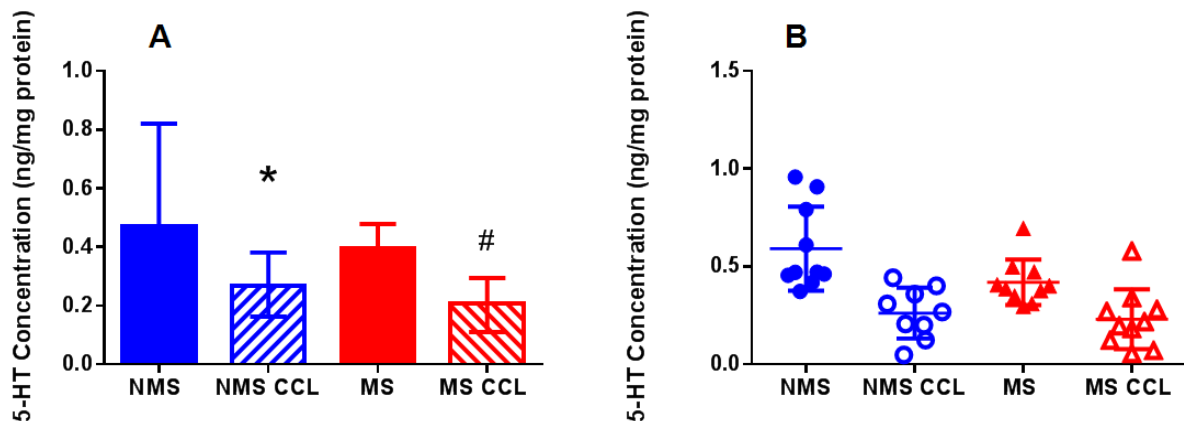 A
5-HT Concentration (ng/mg protein)
1.0
0.8
0.6
0.4
0.2
0.0
*
#
NMS
NMS CCL
MS
MS CCL
B
5-HT Concentration (ng/mg protein)
1.5
1.0
0.5
0.0
NMS
NMS CCL
MS
MS CCL